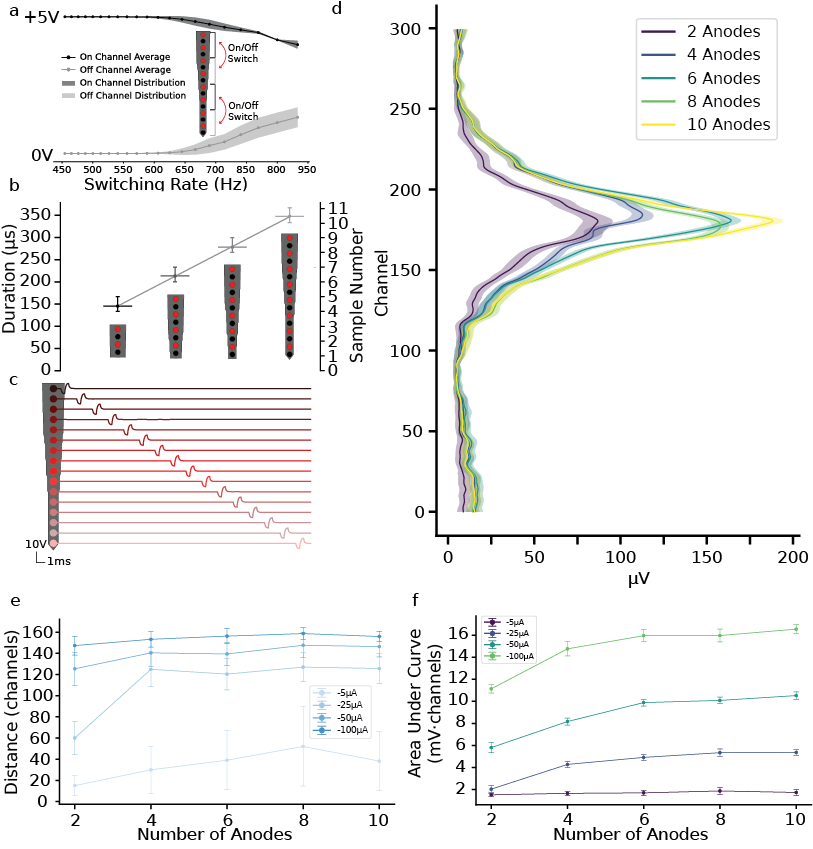 a
+5V
On Channel Average
Off Channel Average
On Channel Distribution
Off Channel Distribution
On/Off
Switch
On/Off
Switch
0V
450 500 550 600 650 700 750 800 850 900 950
Switching Rate (Hz)
b
Duration (µs)
350
300
250
200
150
100
50
0
11
10
9
8
7
6
5
4
3
2
1
0
Sample Number
c
10V
1ms
d
Channel
300
250
200
150
100
50
0
2 Anodes
4 Anodes
6 Anodes
8 Anodes
10 Anodes
0 50 100 150 200
µV
e
Distance (channels)
160
140
120
100
80
60
40
20
0
-5µA
-25µA
-50µA
-100µA
2 4 6 8 10
Number of Anodes
f
Area Under Curve
(mV·channels)
16
14
12
10
8
6
4
2
-5µA
-25µA
-50µA
-100µA
2 4 6 8 10
Number of Anodes